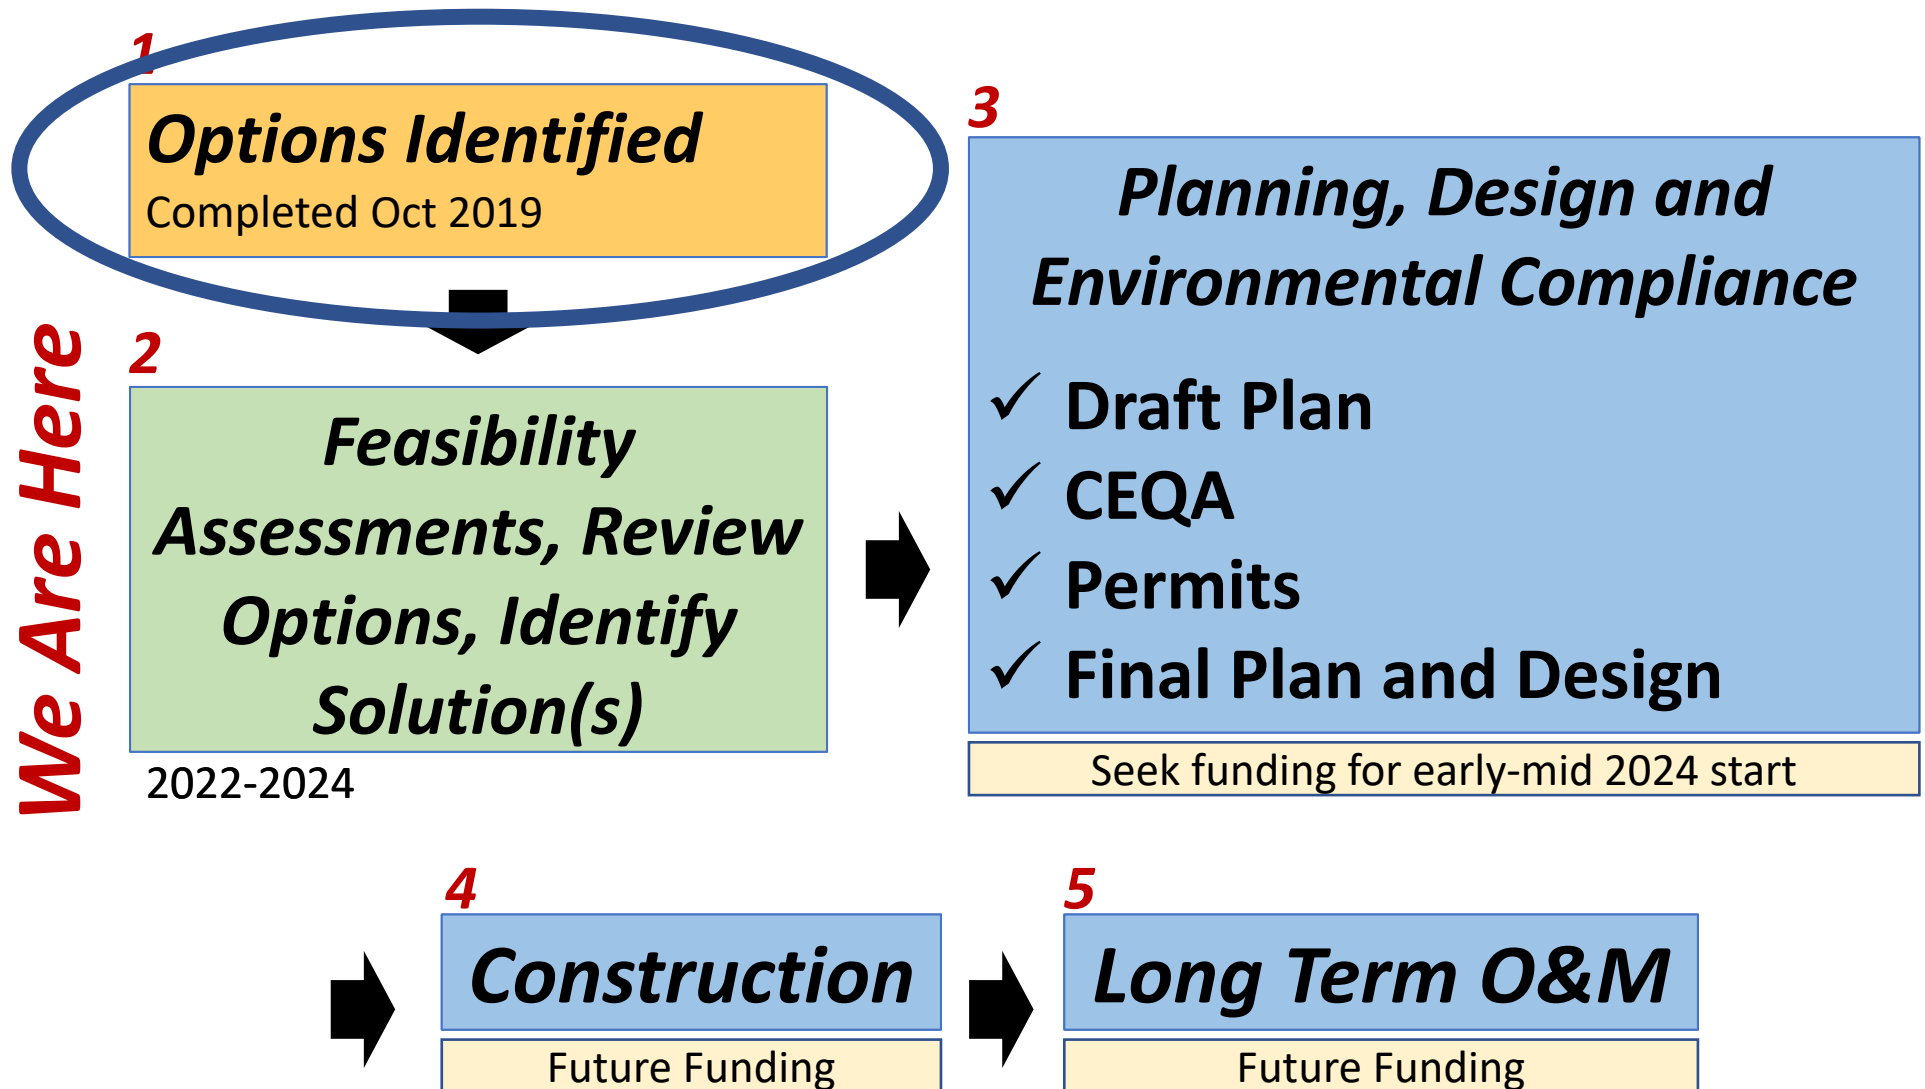 1
Options Identified
Completed Oct 2019
We Are Here
2
Feasibility
Assessments, Review
Options, Identify
Solution(s)
2022-2024
3
Planning, Design and
Environmental Compliance
✓ Draft Plan
✓ CEQA
✓ Permits
✓ Final Plan and Design
Seek funding for early-mid 2024 start
4
Construction
Future Funding
5
Long Term O&M
Future Funding